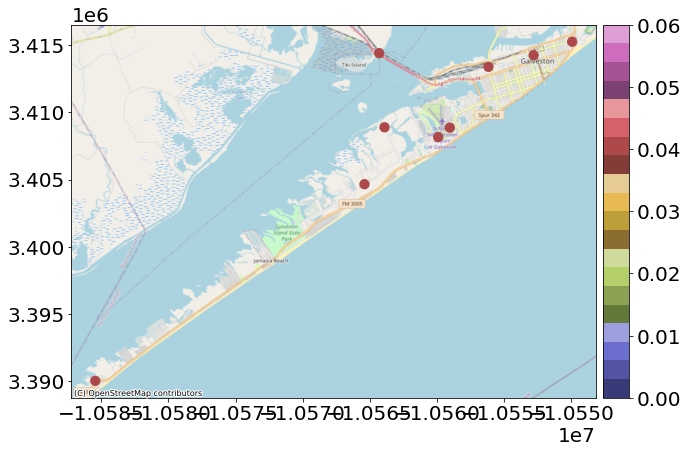 1e6
3.415
3.410
3.405
3.400
3.395
3.390
Tiki Island
Galveston
Spur 342
FM 3005
Galveston
Island State
Park
Jamaica Beach
(C) OpenStreetMap contributors
−1.0585
−1.0580
−1.0575
−1.0570
−1.0565
−1.0560
−1.0555
−1.0550
1e7
0.06
0.05
0.04
0.03
0.02
0.01
0.00